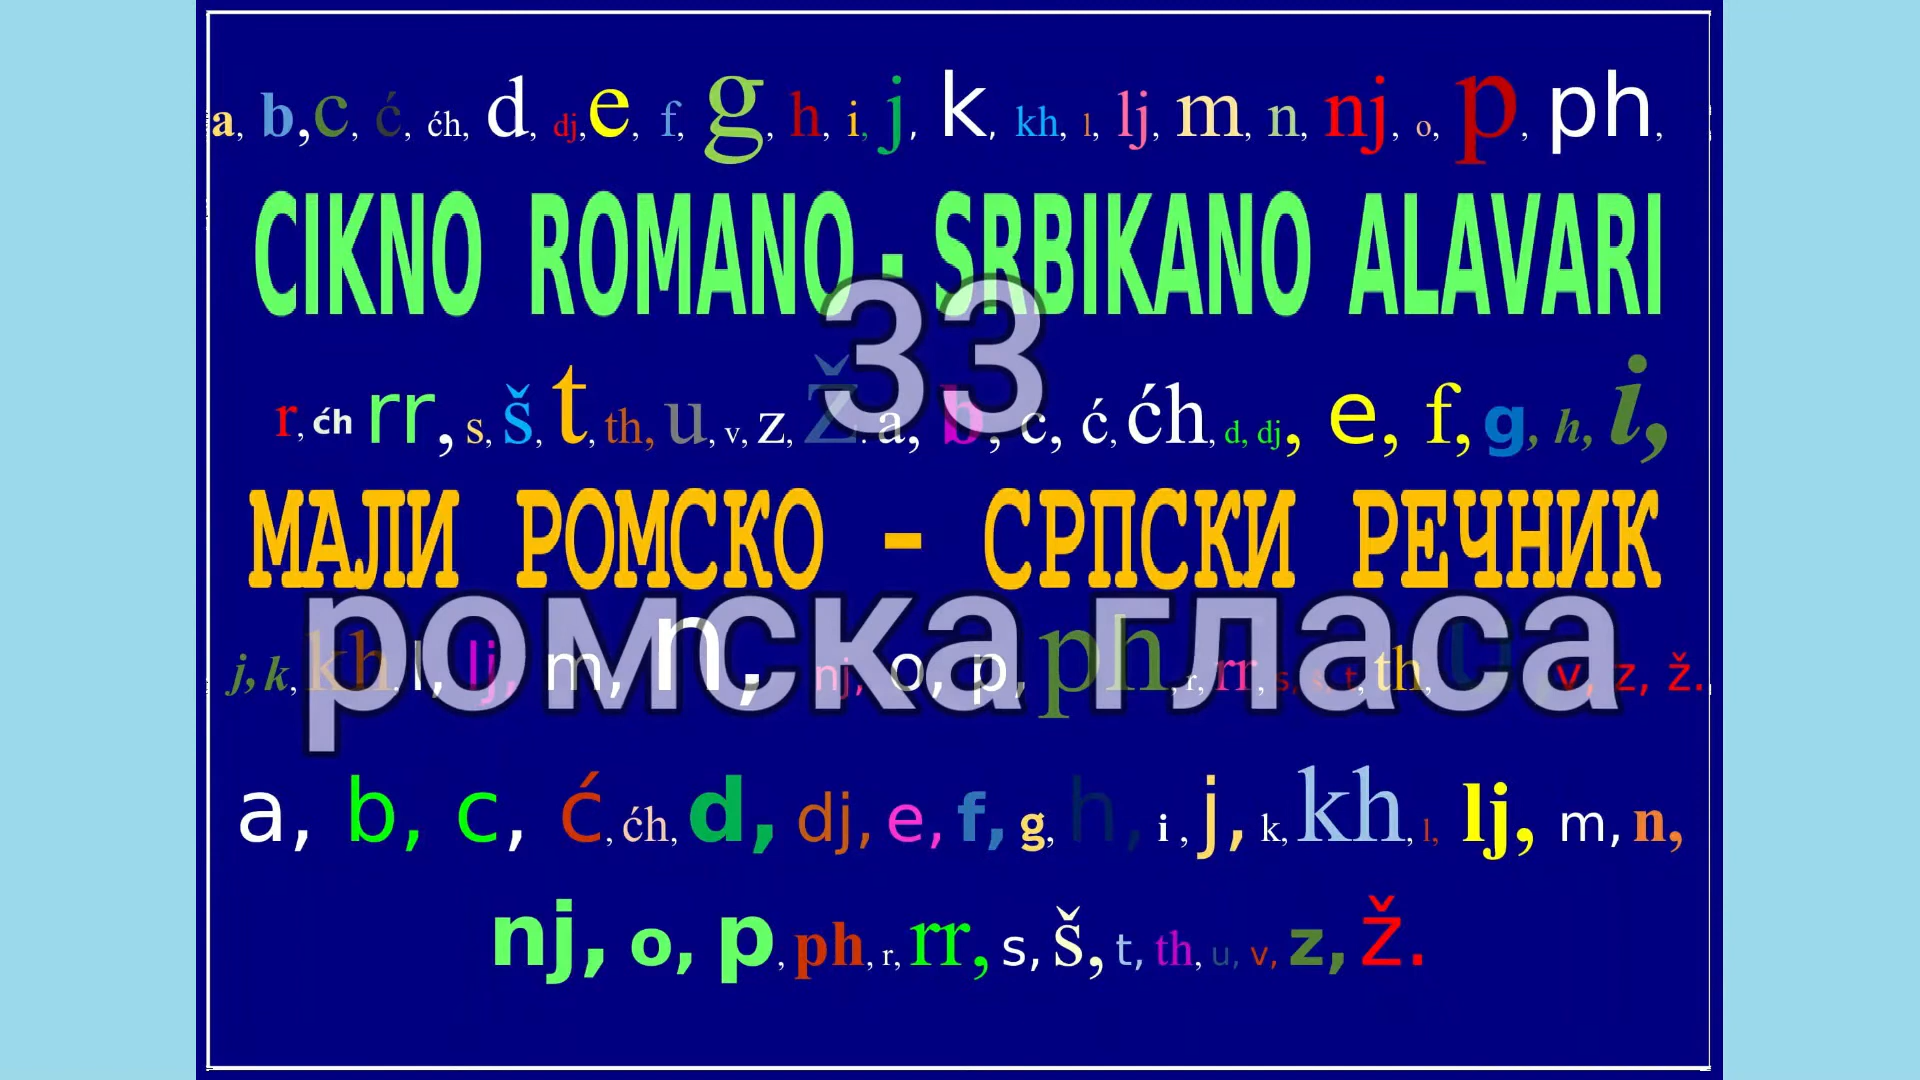 a, b,c, ć, ćh, d, dj,e, f, g, h, i, j, k, kh, l, lj, m, n, nj, o, p, ph,
CIKNO ROMANO - SRBIKANO ALAVARI
33
r, ćh rr, s, š, t, th, u, v, z, ž. a, b, c, ć, ćh, d, dj, e, f, g, h, i,
МАЛИ РОМСКО - СРПСКИ РЕЧНИК
ромска гласа
j, k, kh, l, lj, m, n, nj, o, p, ph, r, rr, s, š, t, th, u, v, z, ž.
a, b, c, ć, ćh, d, dj, e, f, g, h, i , j, k, kh, l, lj, m, n,
nj, o, p, ph, r, rr, s, š, t, th, u, v, z, ž.